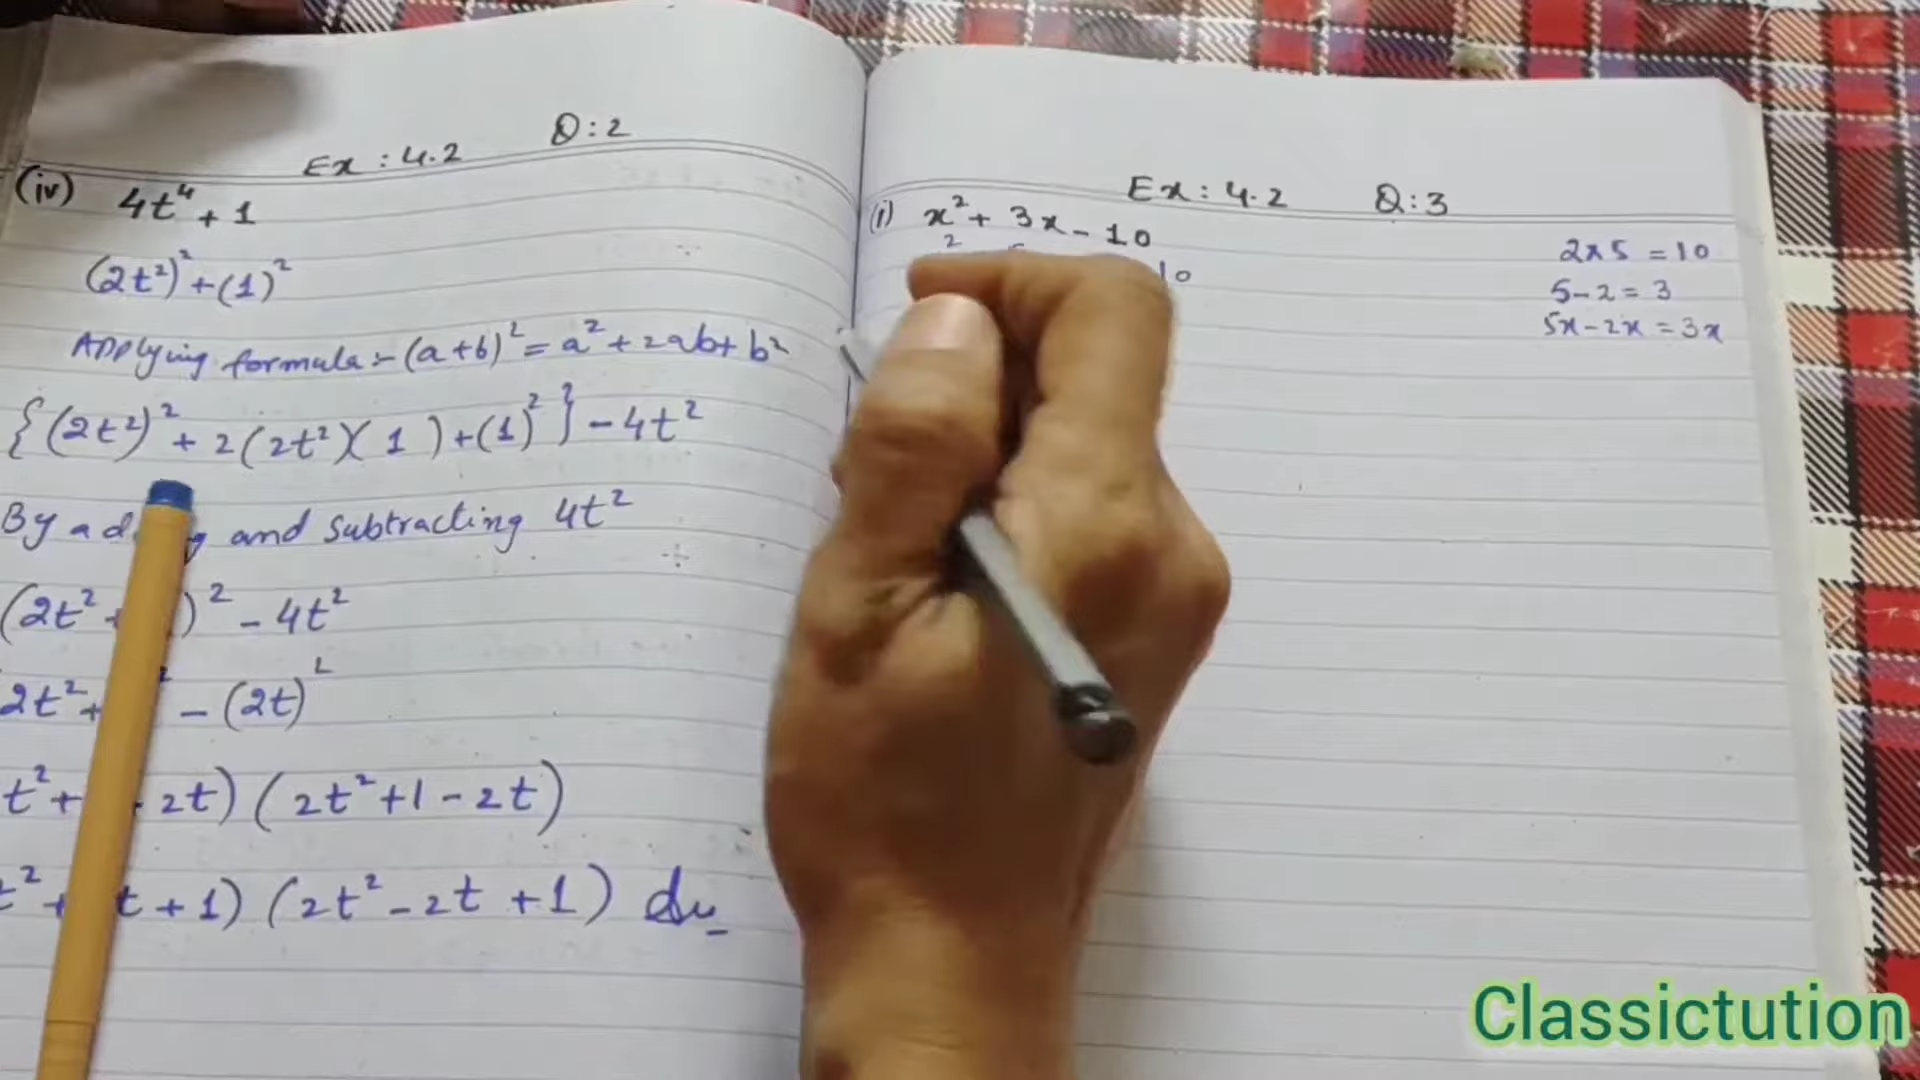 Ex : 4.2 Q : 2
(iv) 4t⁴ + 1
(2t²)² + (1)²
Applying formula :- (a+b)² = a² + 2ab + b²
{(2t²)² + 2(2t²)(1) + (1)²} - 4t²
By and subtracting 4t²
(2t² )² - 4t²
2t² + - (2t)²
t² + 2t) (2t² + 1 - 2t)
t² + t + 1) (2t² - 2t + 1)
Ex : 4.2 Q : 3
(i) x² + 3x - 10
10
2x5 = 10
5-2 = 3
5x-2x = 3x
Classictution